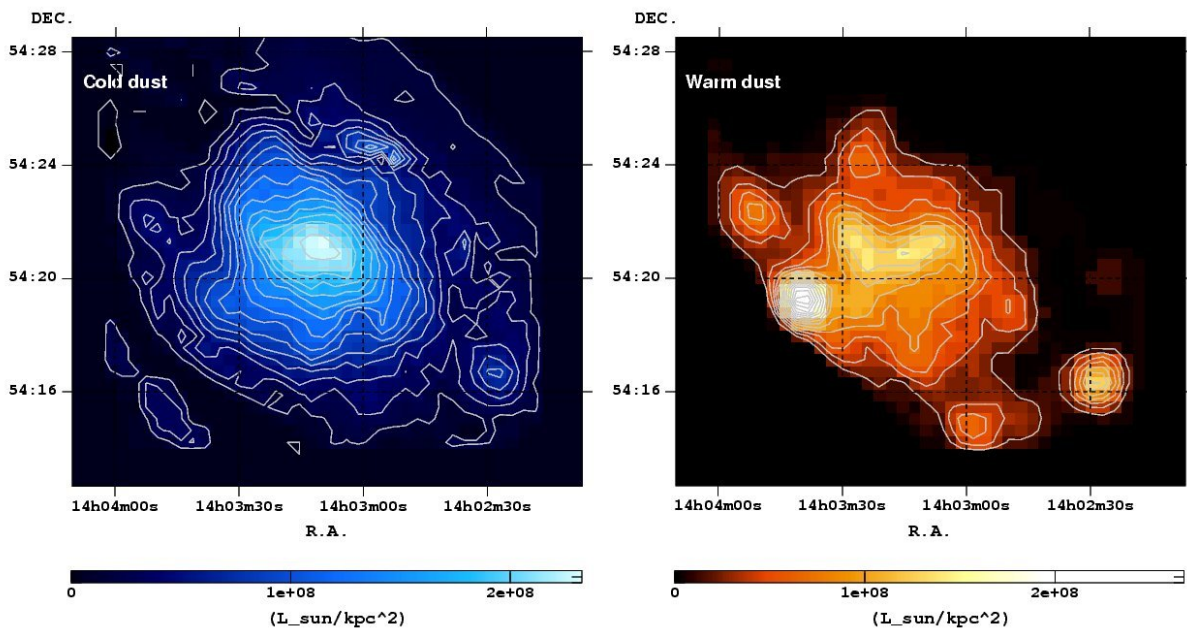 DEC.
54:28
Cold dust
54:24
54:20
54:16
14h04m00s 14h03m30s 14h03m00s 14h02m30s
R.A.
0 1e+08 2e+08
(L_sun/kpc^2)
DEC.
54:28
Warm dust
54:24
54:20
54:16
14h04m00s 14h03m30s 14h03m00s 14h02m30s
R.A.
0 1e+08 2e+08
(L_sun/kpc^2)